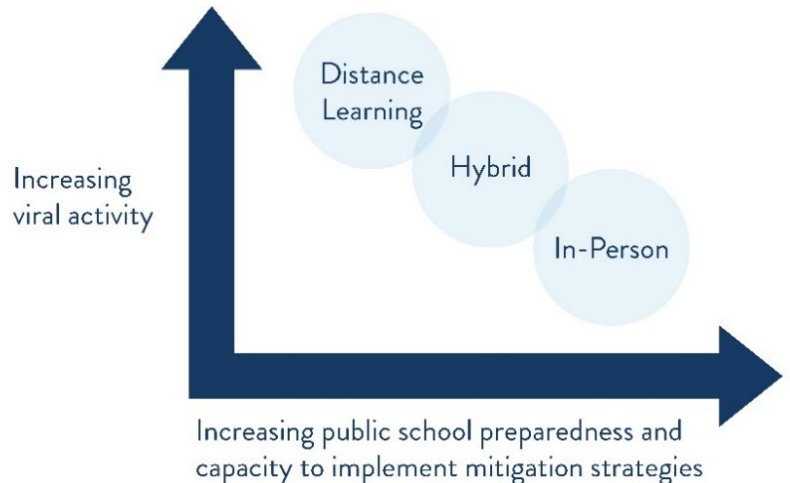 Distance
Learning
Hybrid
Increasing
viral activity
In-Person
Increasing public school preparedness and
capacity to implement mitigation strategies